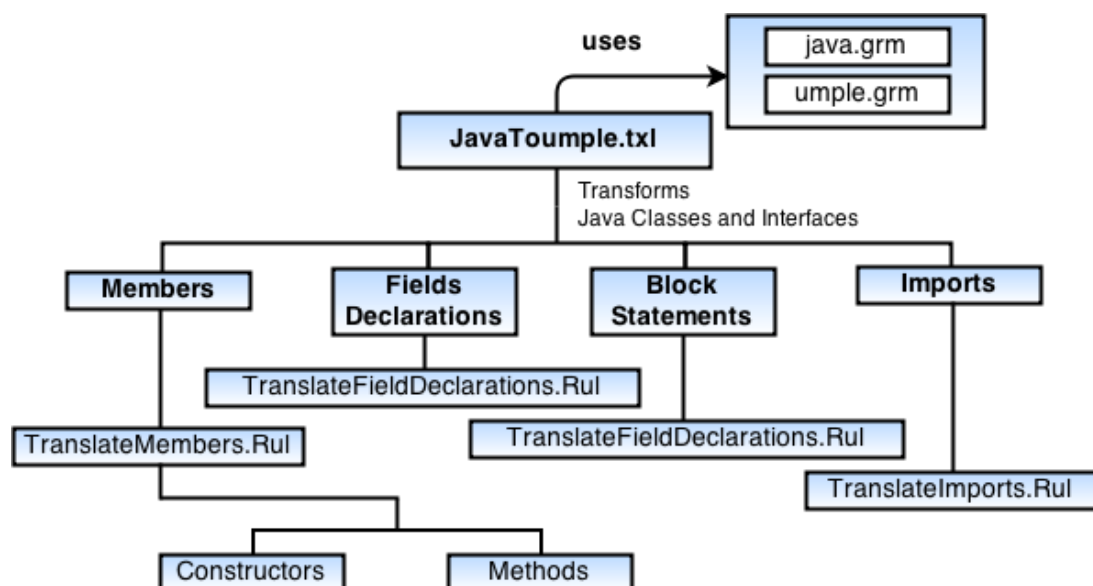 uses
java.grm
umple.grm
JavaToumple.txl
Transforms
Java Classes and Interfaces
Members
Fields
Declarations
Block
Statements
Imports
TranslateFieldDeclarations.Rul
TranslateMembers.Rul
TranslateFieldDeclarations.Rul
TranslateImports.Rul
Constructors
Methods